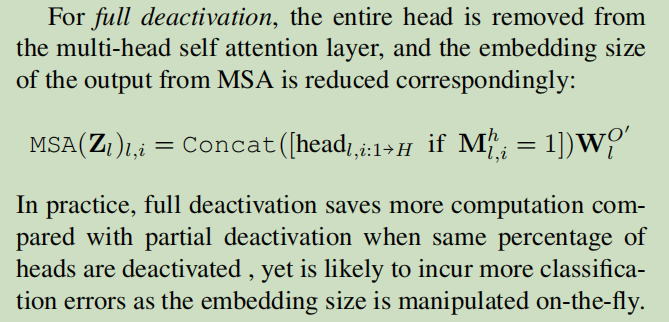 For full deactivation, the entire head is removed from
the multi-head self attention layer, and the embedding size
of the output from MSA is reduced correspondingly:
MSA(Z_l)_{l,i} = Concat([head_{l,i:1→H} if M^h_{l,i} = 1])W^{O'}_l
In practice, full deactivation saves more computation com-
pared with partial deactivation when same percentage of
heads are deactivated , yet is likely to incur more classifica-
tion errors as the embedding size is manipulated on-the-fly.